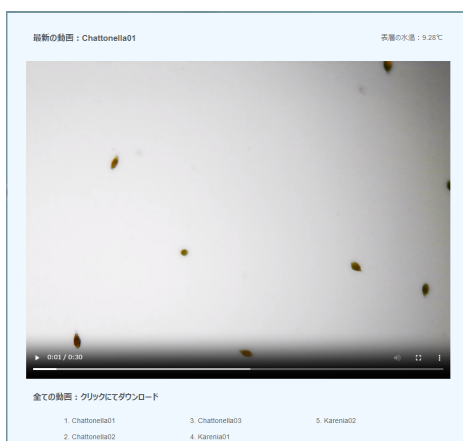 最新の動画：Chattonella01
表層の水温：9.28℃
0:01 / 0:30
全ての動画：クリックにてダウンロード
1. Chattonella01
3. Chattonella03
5. Karenia02
2. Chattonella02
4. Karenia01